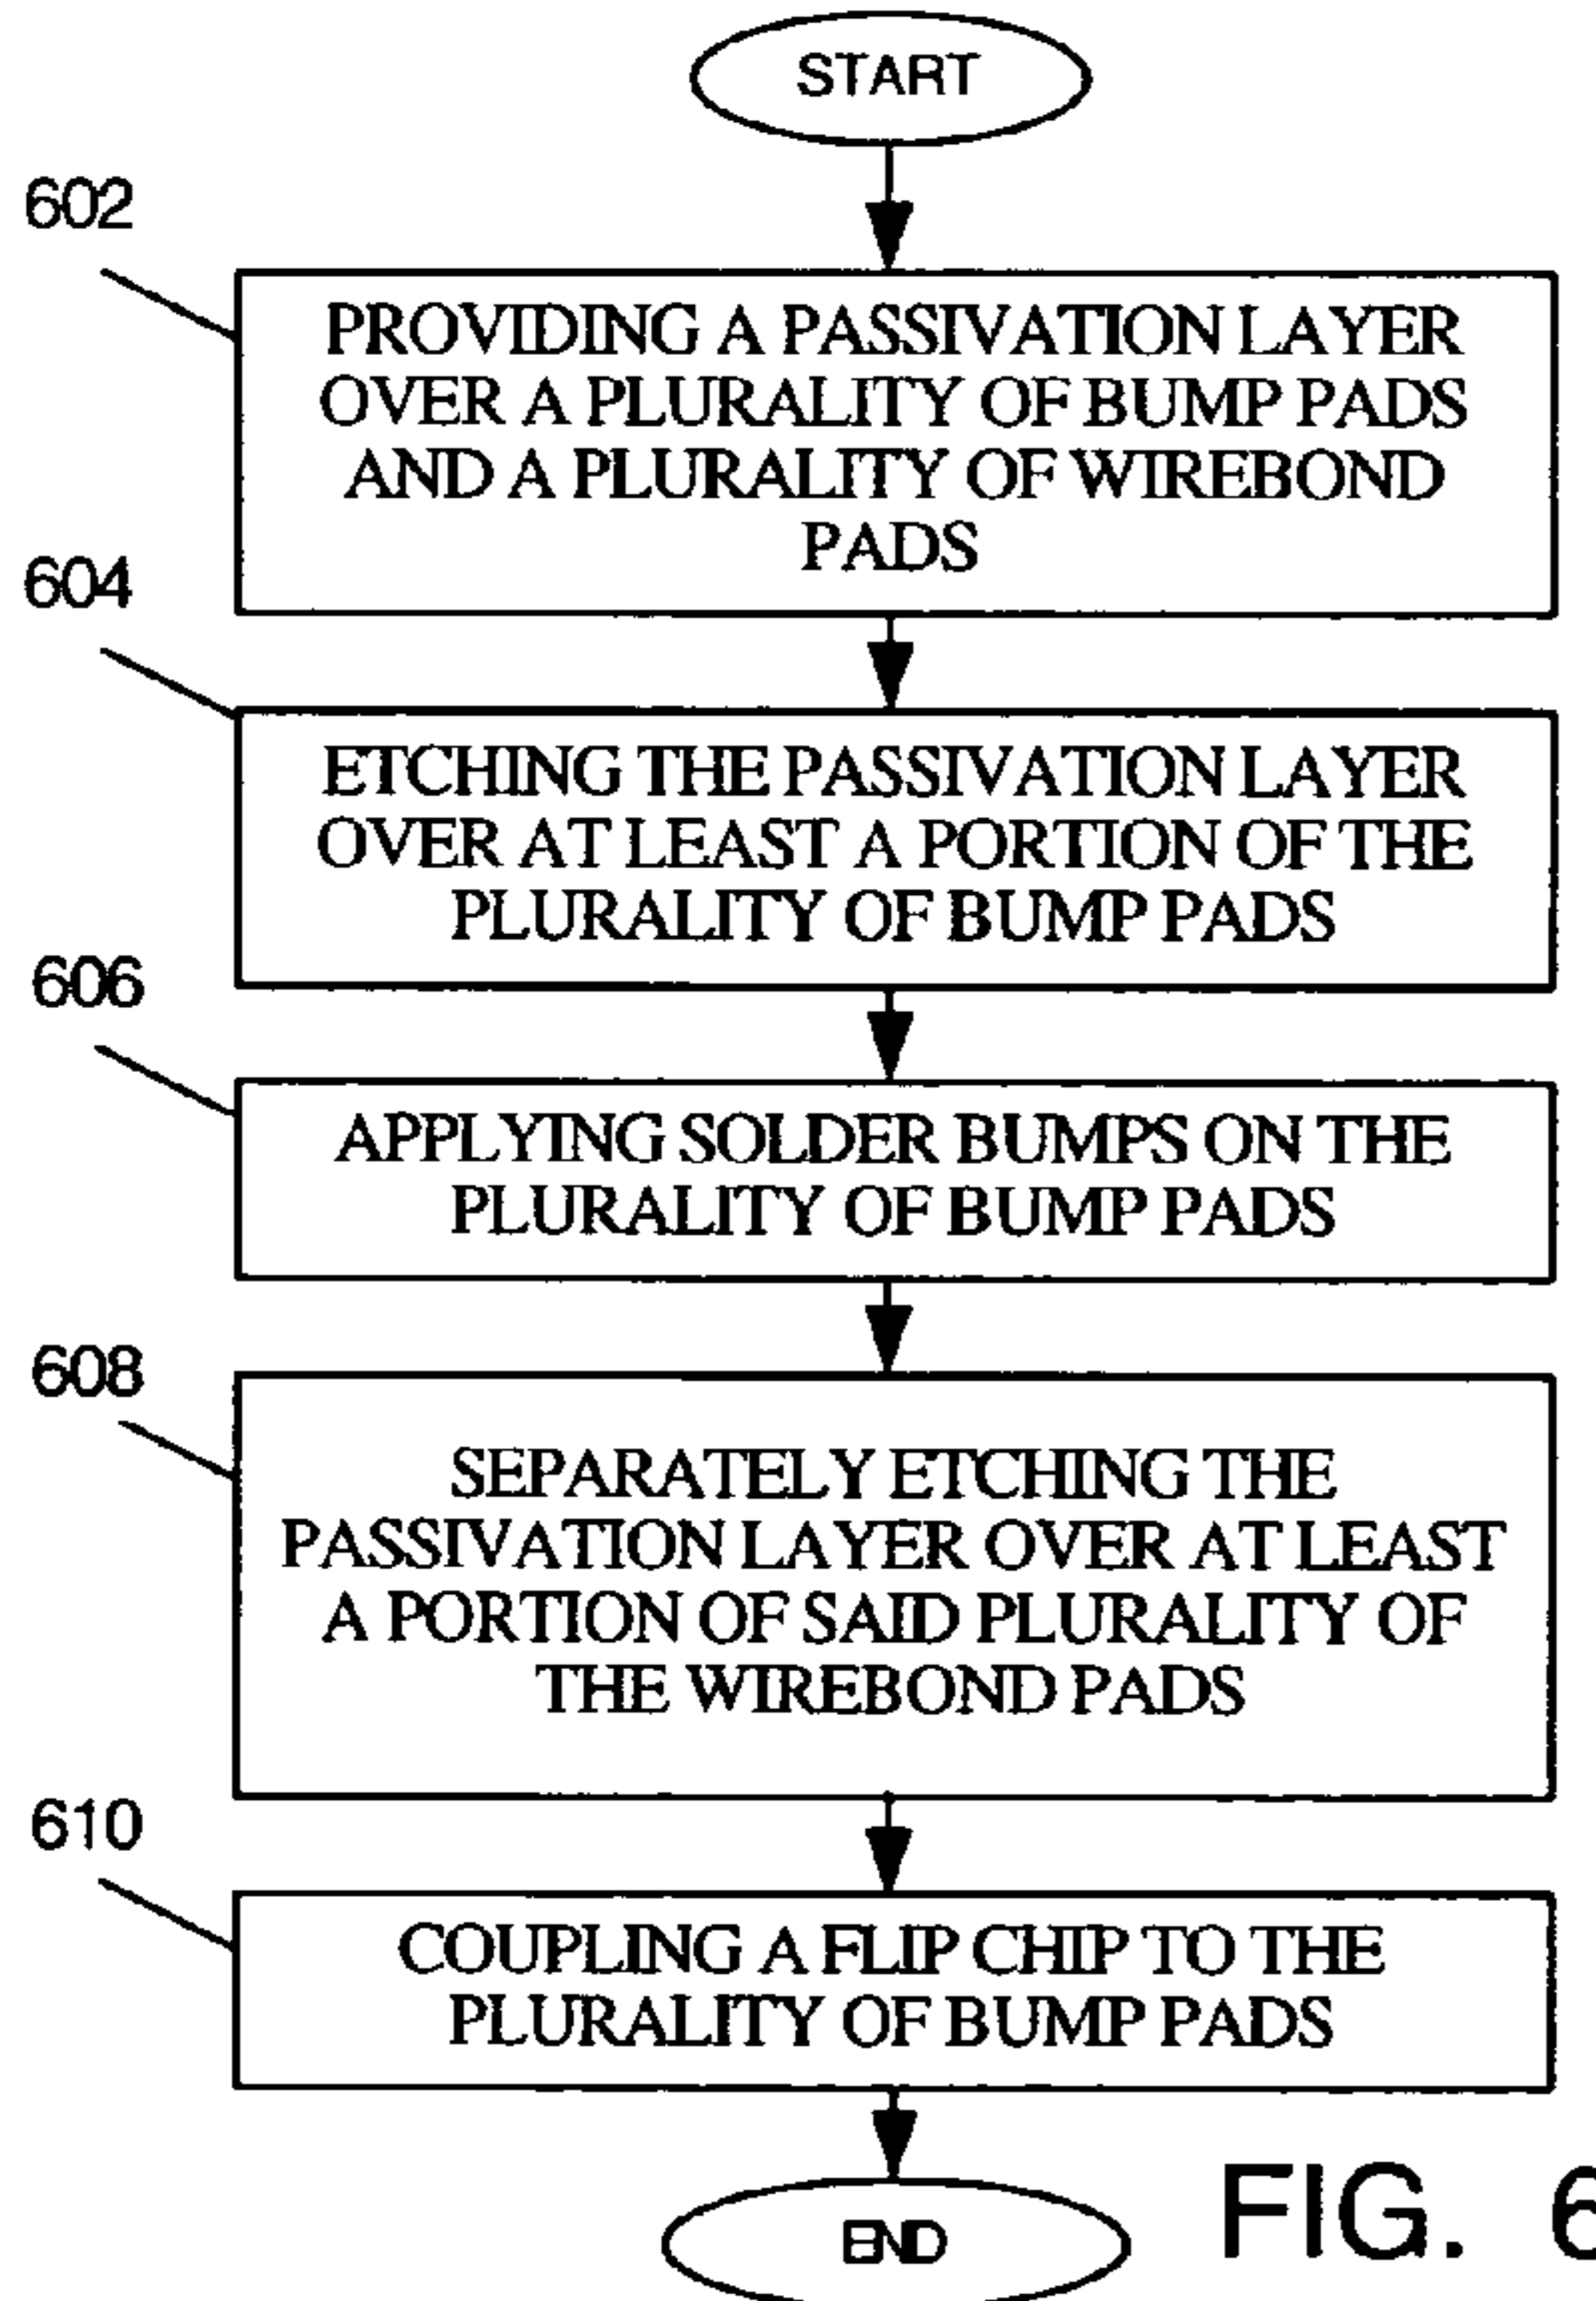 START
602
PROVIDING A PASSIVATION LAYER
OVER A PLURALITY OF BUMP PADS
AND A PLURALITY OF WIREBOND
PADS
604
ETCHING THE PASSIVATION LAYER
OVER AT LEAST A PORTION OF THE
PLURALITY OF BUMP PADS
606
APPLYING SOLDER BUMPS ON THE
PLURALITY OF BUMP PADS
608
SEPARATELY ETCHING THE
PASSIVATION LAYER OVER AT LEAST
A PORTION OF SAID PLURALITY OF
THE WIREBOND PADS
610
COUPLING A FLIP CHIP TO THE
PLURALITY OF BUMP PADS
END
FIG. 6